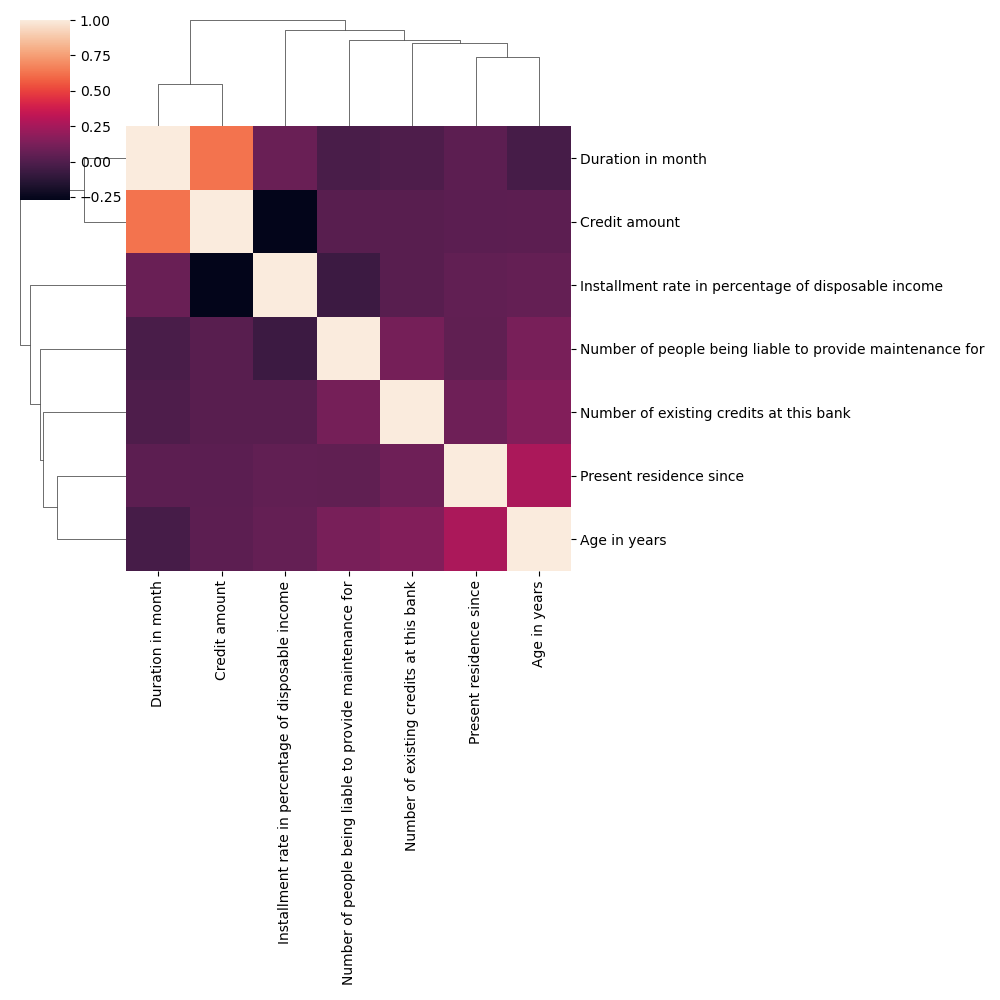 1.00
0.75
0.50
0.25
0.00
−0.25
Duration in month
Credit amount
Installment rate in percentage of disposable income
Number of people being liable to provide maintenance for
Number of existing credits at this bank
Present residence since
Age in years
Duration in month
Credit amount
Installment rate in percentage of disposable income
Number of people being liable to provide maintenance for
Number of existing credits at this bank
Present residence since
Age in years